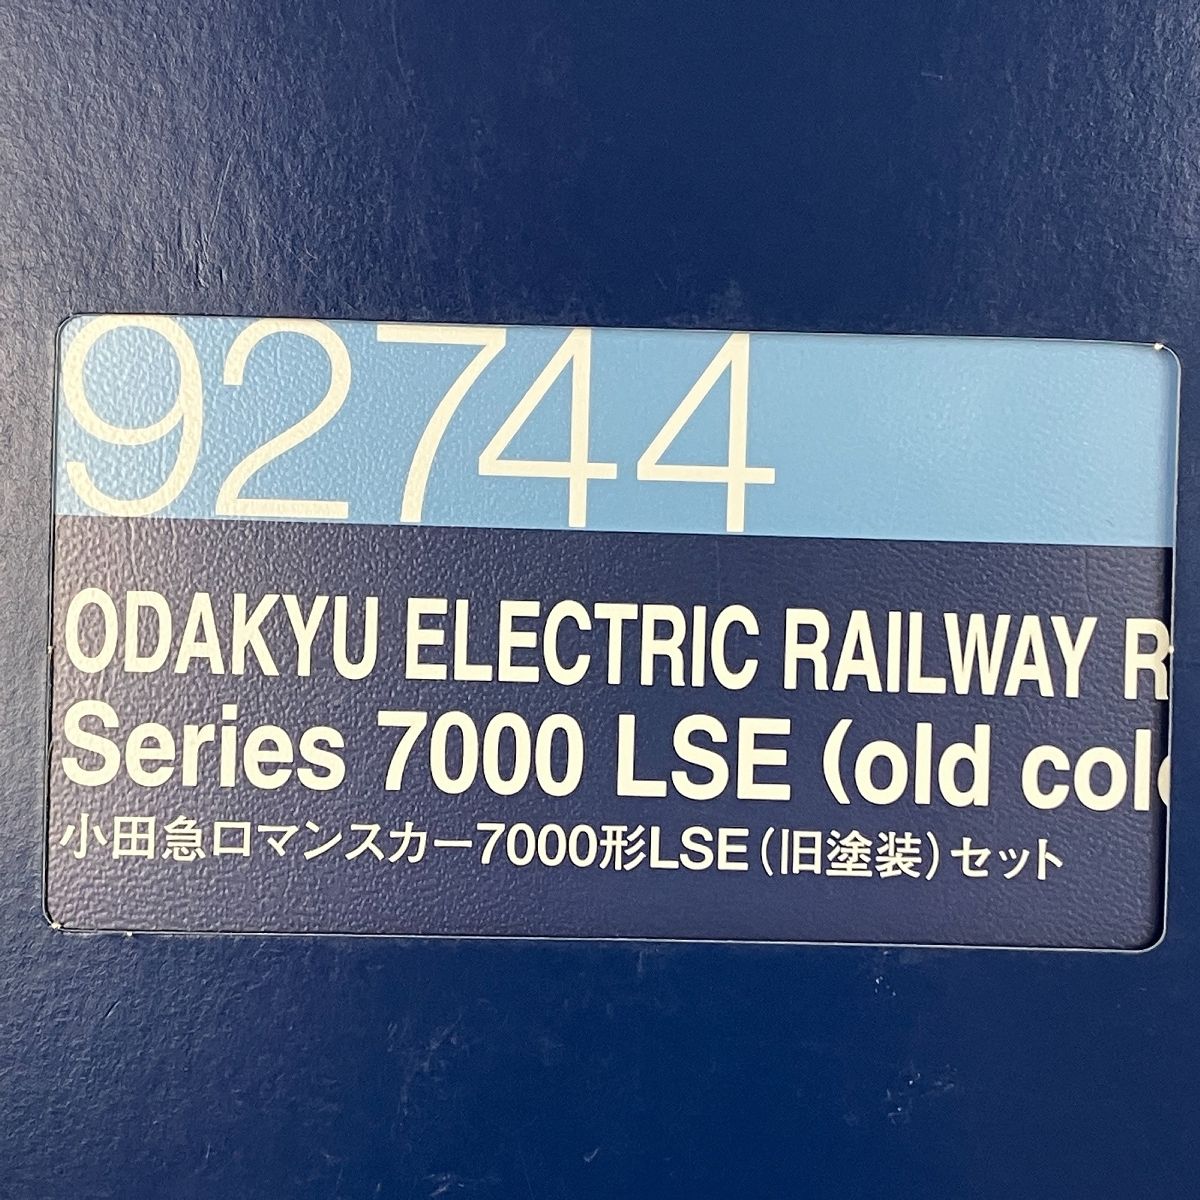 92744
ODAKYU ELECTRIC RAILWAY
Series 7000 LSE (old
小田急ロマンスカー7000形LSE（旧塗装）セット